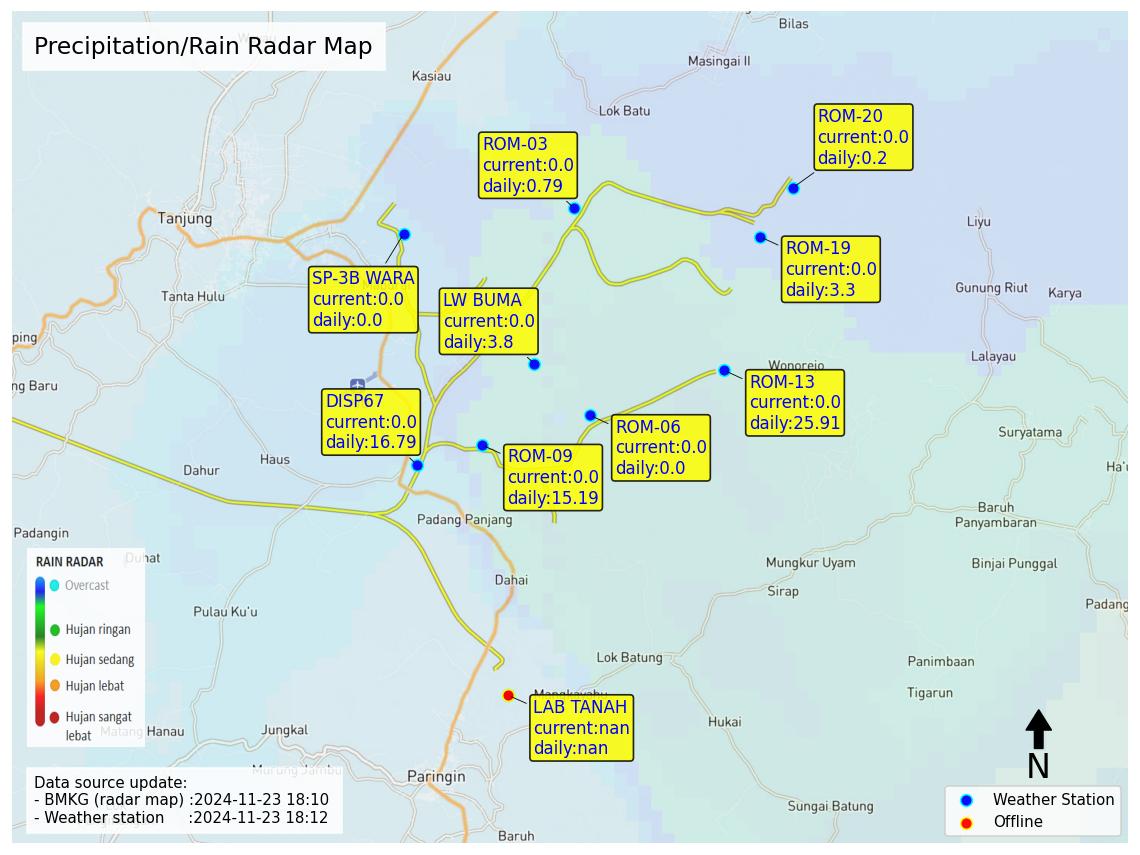 Precipitation/Rain Radar Map
Bilas
Masingai II
Kasiau
Lok Batu
ROM-20
current:0.0
daily:0.2
ROM-03
current:0.0
daily:0.79
Tanjung
Liyu
ROM-19
current:0.0
daily:3.3
SP-3B WARA
current:0.0
daily:0.0
Tanta Hulu
LW BUMA
current:0.0
daily:3.8
Gunung Riut
Karya
ping
Lalayau
Wonorejo
ng Baru
ROM-13
current:0.0
daily:25.91
DISP67
current:0.0
daily:16.79
ROM-06
current:0.0
daily:0.0
Suryatama
ROM-09
current:0.0
daily:15.19
Haus
Dahur
Ha'u
Baruh
Panyambaran
Padang Panjang
Padangin
Duhat
Mungkur Uyam
Binjai Punggal
Dahai
Sirap
Padang
Pulau Ku'u
RAIN RADAR
Overcast
Hujan ringan
Hujan sedang
Hujan lebat
Hujan sangat
lebat
Lok Batung
Panimbaan
Tigarun
Mangkayahu
LAB TANAH
current:nan
daily:nan
Matang Hanau
Jungkal
Hukai
Murung Jambu
Paringin
N
Data source update:
- BMKG (radar map) :2024-11-23 18:10
- Weather station :2024-11-23 18:12
Sungai Batung
Baruh
Weather Station
Offline